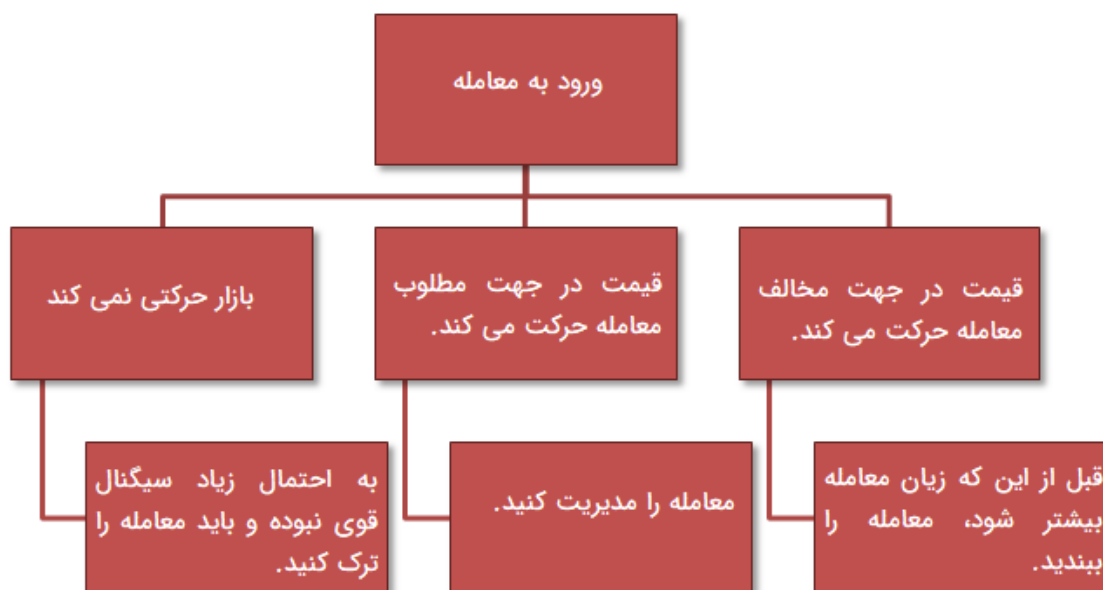 ورود به معامله
قیمت در جهت مخالف
معامله حرکت می کند.
قیمت در جهت مطلوب
معامله حرکت می کند.
بازار حرکتی نمی کند
قبل از این که زیان معامله
بیشتر شود، معامله را
ببندید.
معامله را مدیریت کنید.
به احتمال زیاد سیگنال
قوی نبوده و باید معامله را
ترک کنید.